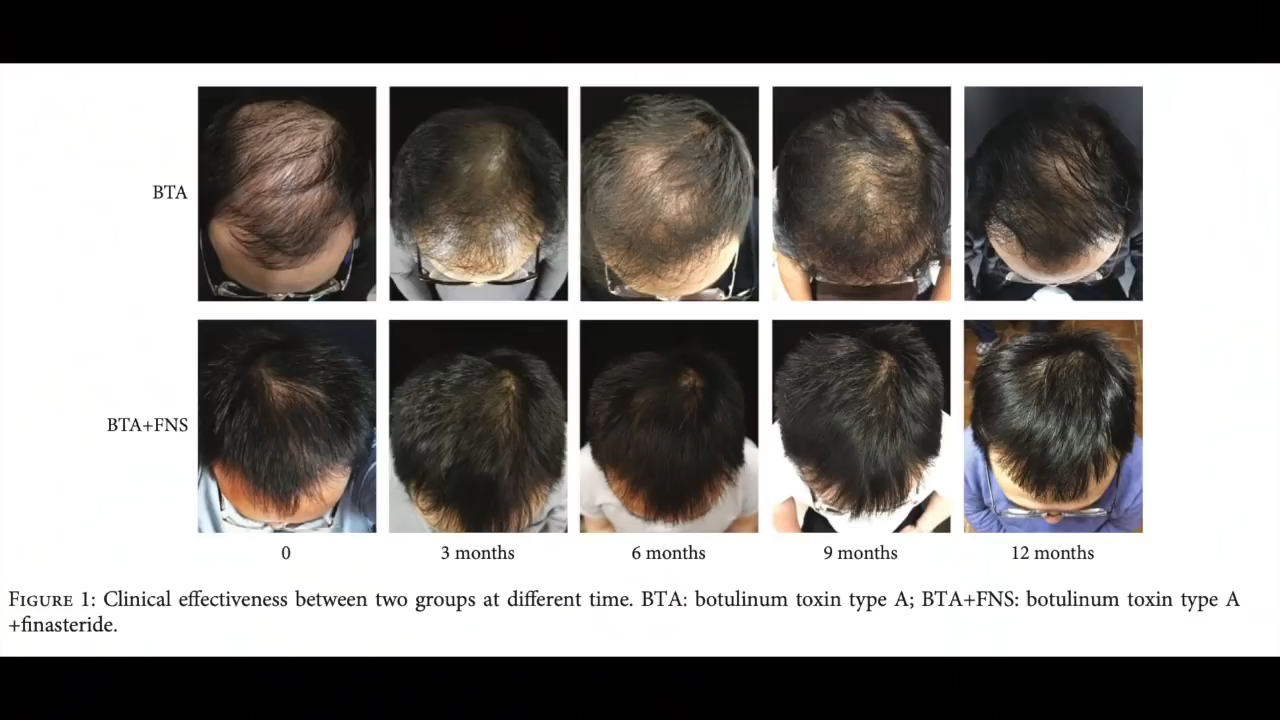 BTA
BTA+FNS
0
3 months
6 months
9 months
12 months
FIGURE 1: Clinical effectiveness between two groups at different time. BTA: botulinum toxin type A; BTA+FNS: botulinum toxin type A
+finasteride.